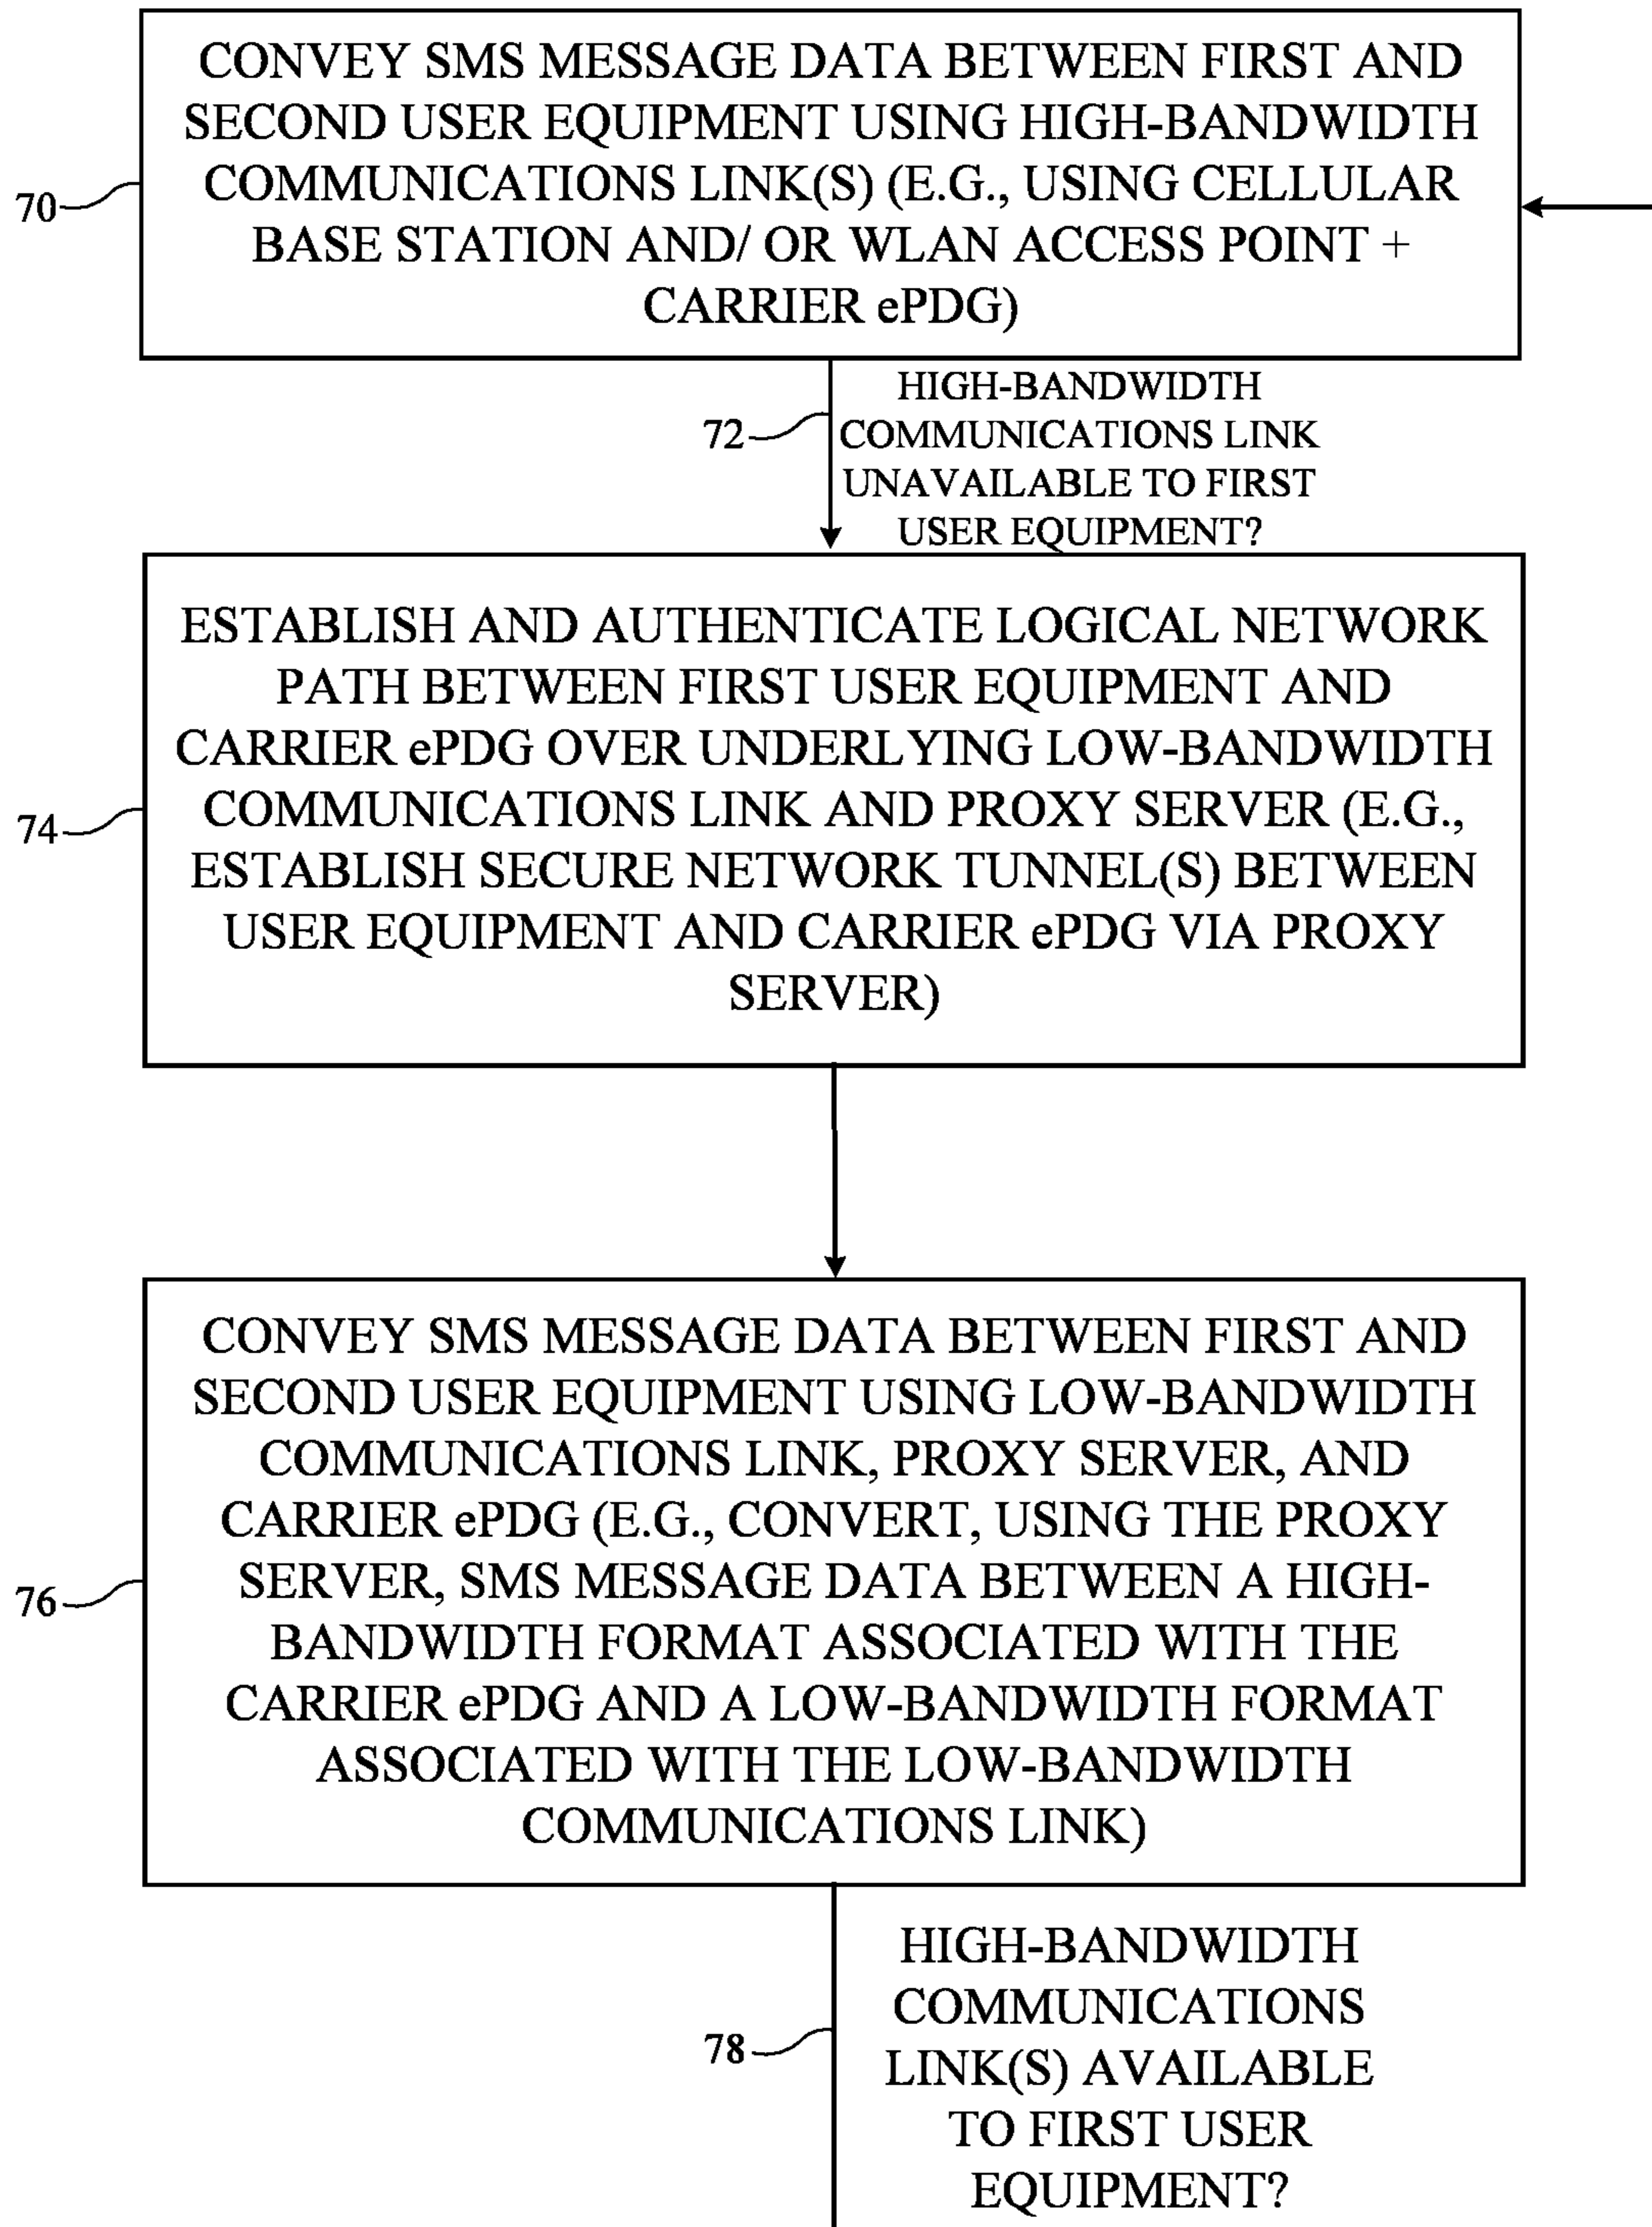 CONVEY SMS MESSAGE DATA BETWEEN FIRST AND
SECOND USER EQUIPMENT USING HIGH-BANDWIDTH
COMMUNICATIONS LINK(S) (E.G., USING CELLULAR
BASE STATION AND/ OR WLAN ACCESS POINT +
CARRIER ePDG)
70
HIGH-BANDWIDTH
COMMUNICATIONS LINK
UNAVAILABLE TO FIRST
USER EQUIPMENT?
72
ESTABLISH AND AUTHENTICATE LOGICAL NETWORK
PATH BETWEEN FIRST USER EQUIPMENT AND
CARRIER ePDG OVER UNDERLYING LOW-BANDWIDTH
COMMUNICATIONS LINK AND PROXY SERVER (E.G.,
ESTABLISH SECURE NETWORK TUNNEL(S) BETWEEN
USER EQUIPMENT AND CARRIER ePDG VIA PROXY
SERVER)
74
CONVEY SMS MESSAGE DATA BETWEEN FIRST AND
SECOND USER EQUIPMENT USING LOW-BANDWIDTH
COMMUNICATIONS LINK, PROXY SERVER, AND
CARRIER ePDG (E.G., CONVERT, USING THE PROXY
SERVER, SMS MESSAGE DATA BETWEEN A HIGH-
BANDWIDTH FORMAT ASSOCIATED WITH THE
CARRIER ePDG AND A LOW-BANDWIDTH FORMAT
ASSOCIATED WITH THE LOW-BANDWIDTH
COMMUNICATIONS LINK)
76
HIGH-BANDWIDTH
COMMUNICATIONS
LINK(S) AVAILABLE
TO FIRST USER
EQUIPMENT?
78